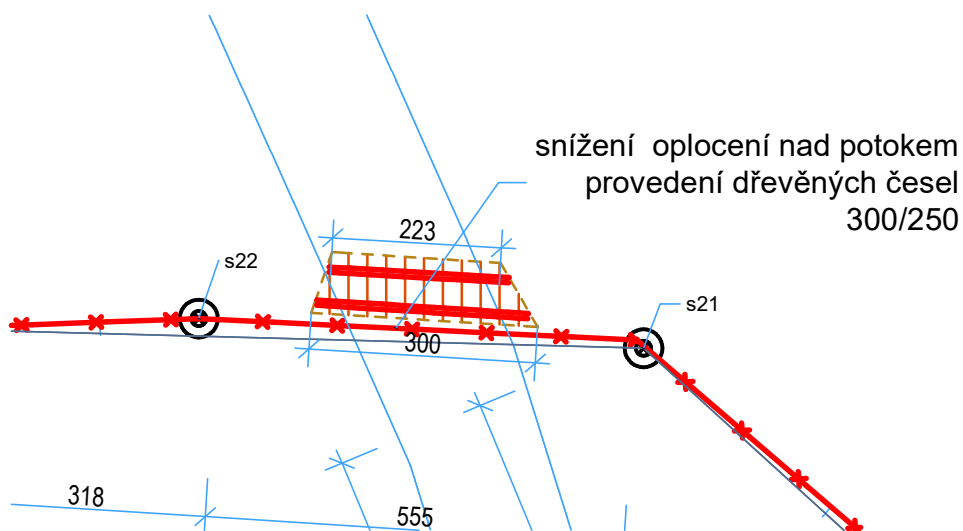 snížení  oplocení nad potokem
provedení dřevěných česel
300/250
223
s22
s21
300
318
555